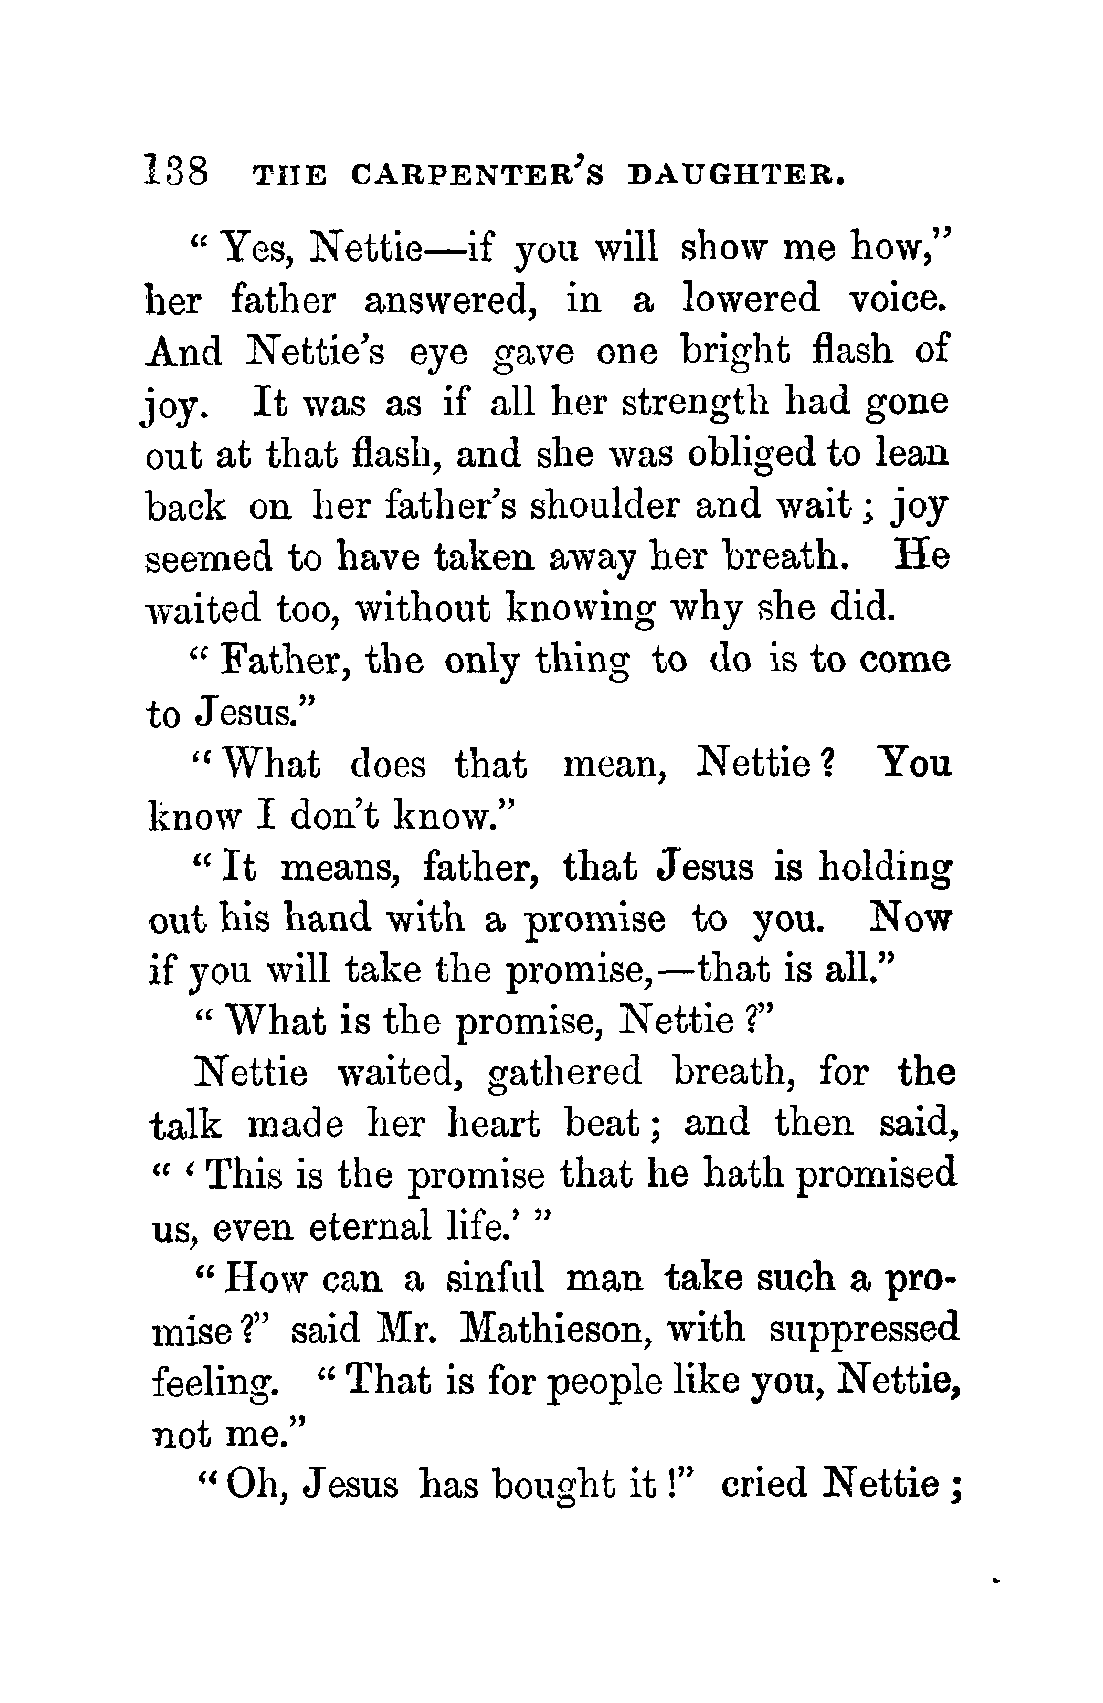 138 THE CARPENTER'S DAUGHTER.
"Yes, Nettie—if you will show me how,"
her father answered, in a lowered voice.
And Nettie's eye gave one bright flash of
joy. It was as if all her strength had gone
out at that flash, and she was obliged to lean
back on her father's shoulder and wait; joy
seemed to have taken away her breath. He
waited too, without knowing why she did.
"Father, the only thing to do is to come
to Jesus."
"What does that mean, Nettie? You
know I don't know."
"It means, father, that Jesus is holding
out his hand with a promise to you. Now
if you will take the promise,—that is all."
"What is the promise, Nettie?"
Nettie waited, gathered breath, for the
talk made her heart beat; and then said,
"'This is the promise that he hath promised
us, even eternal life.'"
"How can a sinful man take such a pro-
mise?" said Mr. Mathieson, with suppressed
feeling. "That is for people like you, Nettie,
not me."
"Oh, Jesus has bought it!" cried Nettie;